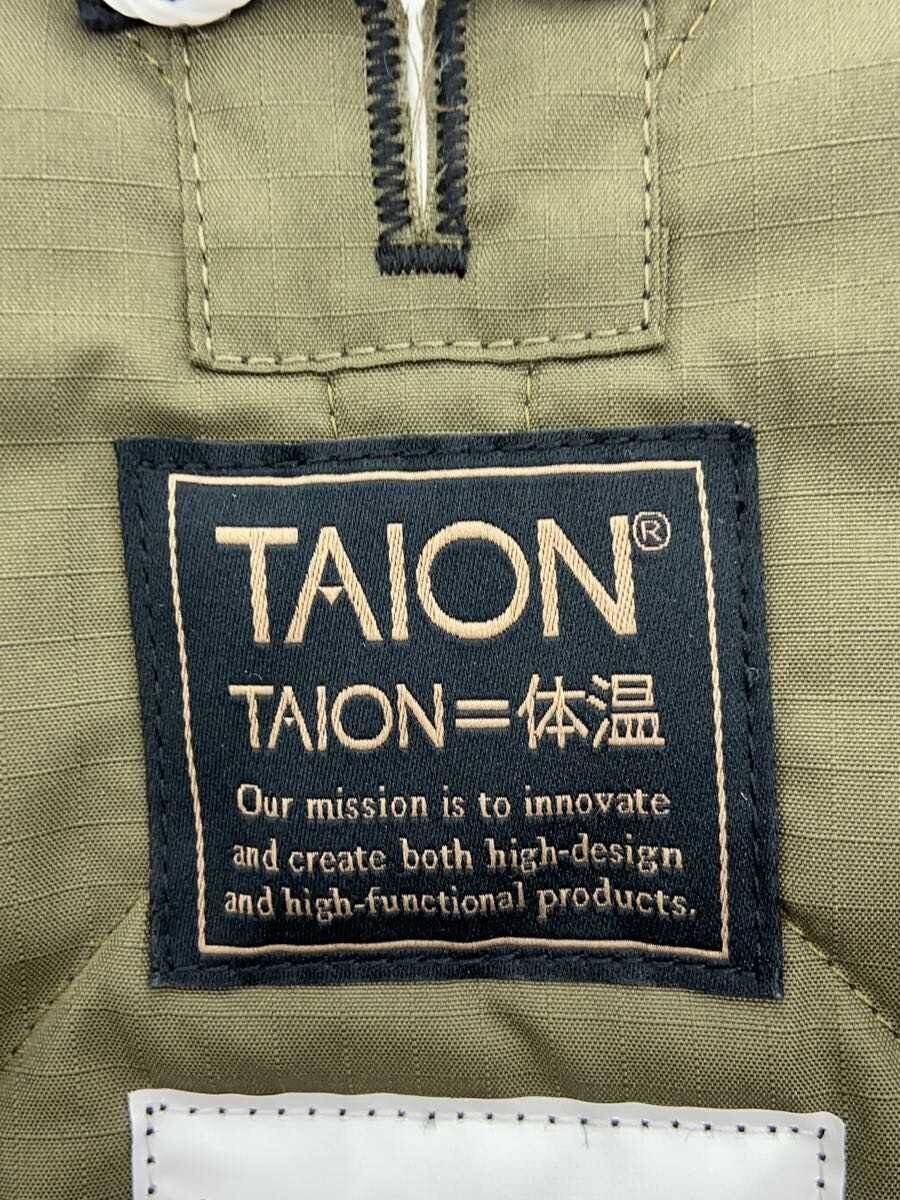 TAION®
TAION=体温
Our mission is to innovate
and create both high-design
and high-functional products.